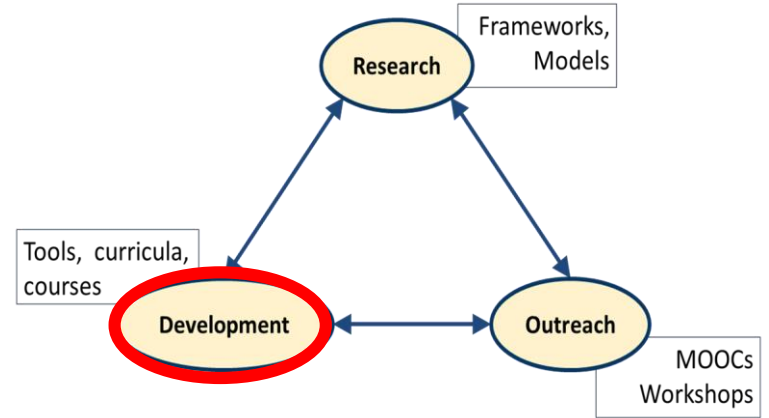 Frameworks,
Models
Research
Tools, curricula,
courses
Development
Outreach
MOOCs
Workshops